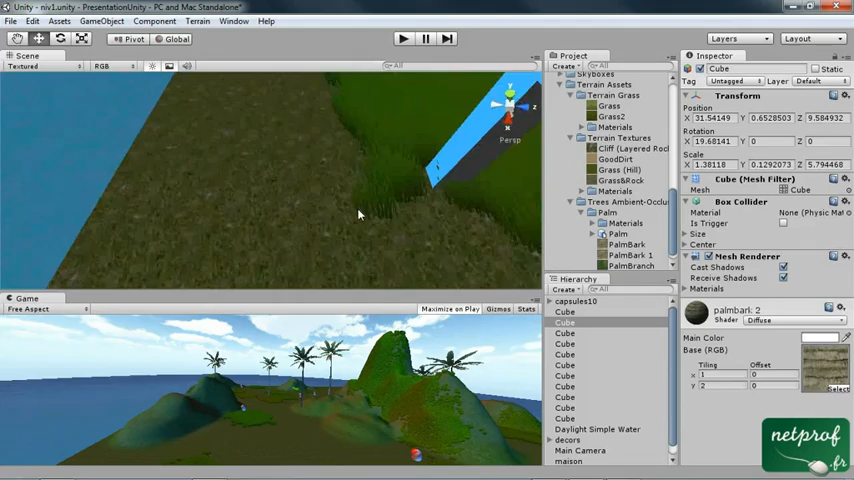 Unity - niv1.unity - PresentationUnity - PC and Mac Standalone*
File Edit Assets GameObject Component Terrain Window Help
Pivot Global Layers Layout
Scene
Textured RGB All
y
z
x
Persp
Game
Free Aspect Maximize on Play Gizmos Stats
Project
Create All
Skyboxes
Terrain Assets
Terrain Grass
Grass
Grass2
Materials
Terrain Textures
Cliff (Layered Roc
GoodDirt
Grass (Hill)
Grass&Rock
Materials
Trees Ambient-Occlu
Palm
Materials
Palm
PalmBark
PalmBark 1
PalmBranch
Hierarchy
Create All
capsules10
Cube
Cube
Cube
Cube
Cube
Cube
Cube
Cube
Cube
Cube
Cube
Daylight Simple Water
decors
Main Camera
maison
Inspector
Cube Static
Tag Untagged Layer Default
Transform
Position
X 31.54149 Y 0.6528503 Z 9.584932
Rotation
X 19.68141 Y 0 Z 0
Scale
X 1.38118 Y 0.1292073 Z 5.794468
Cube (Mesh Filter)
Mesh Cube
Box Collider
Material None (Physic Mat
Is Trigger
Size
Center
Mesh Renderer
Cast Shadows
Receive Shadows
Materials
palmbark 2
Shader Diffuse
Main Color
Base (RGB)
Tiling Offset
x 1 0
y 2 0
Select
netprof
.fr